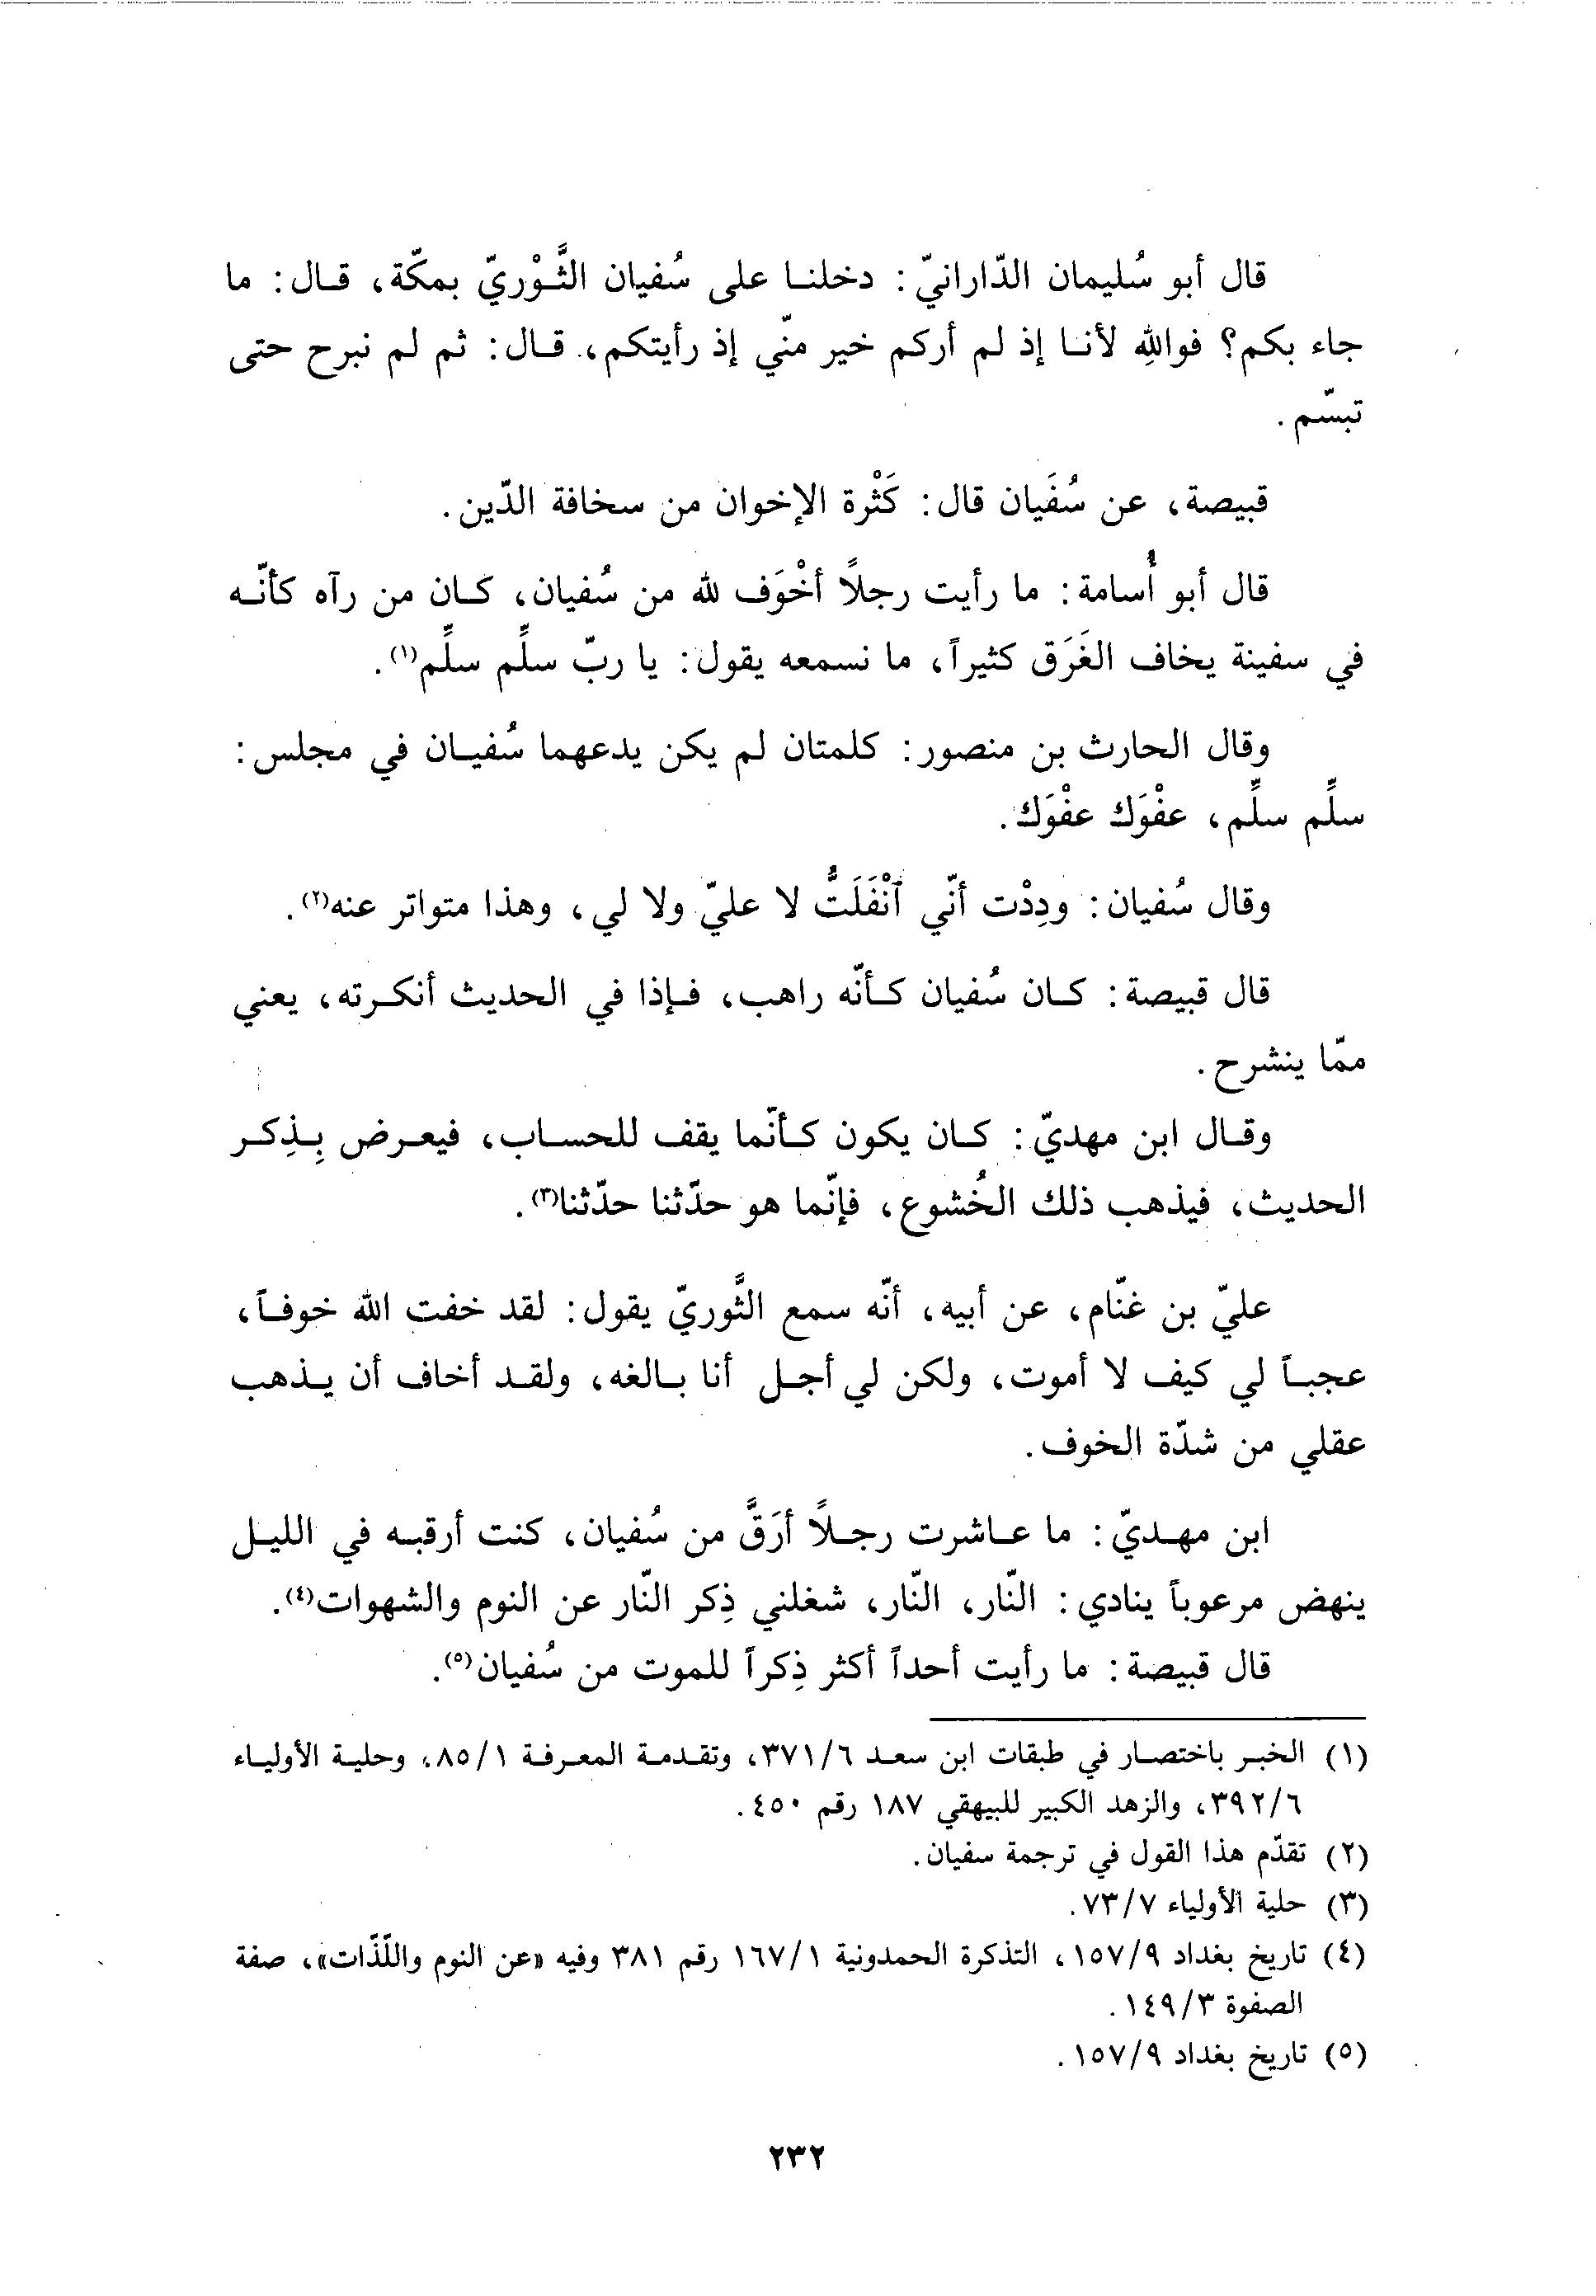 قال أبو سُليمان الدّارانيّ: دخلنا على سُفيان الثَّوْريّ بمكّة، قال: ما
جاء بكم؟ فواللهِ لأنا إذ لم أركم خير منّي إذ رأيتكم، قال: ثم لم نبرح حتى
تبسّم.
قبيصة، عن سُفَيان قال: كَثْرة الإخوان من سخافة الدّين.
قال أبو أُسامة: ما رأيت رجلاً أخْوَف لله من سُفيان، كان من رآه كأنّه
في سفينة يخاف الغَرَق كثيراً، ما نسمعه يقول: يا ربّ سلِّم سلِّم(١).
وقال الحارث بن منصور: كلمتان لم يكن يدعهما سُفيان في مجلس:
سلِّم سلِّم، عفْوَك عفْوَك.
وقال سُفيان: ودِدْت أنّي ٱنْفَلَتُّ لا عليّ ولا لي، وهذا متواتر عنه(٢).
قال قبيصة: كان سُفيان كأنّه راهب، فإذا في الحديث أنكرته، يعني
ممّا ينشرح.
وقال ابن مهديّ: كان يكون كأنّما يقف للحساب، فيعرض بِذِكر
الحديث، فيذهب ذلك الخُشوع، فإنّما هو حدّثنا حدّثنا(٣).
عليّ بن غنّام، عن أبيه، أنّه سمع الثَّوريّ يقول: لقد خفت الله خوفاً،
عجباً لي كيف لا أموت، ولكن لي أجل أنا بالغه، ولقد أخاف أن يذهب
عقلي من شدّة الخوف.
ابن مهديّ: ما عاشرت رجلاً أرَقَّ من سُفيان، كنت أرقبه في الليل
ينهض مرعوباً ينادي: النّار، النّار، شغلني ذِكر النّار عن النوم والشهوات(٤).
قال قبيصة: ما رأيت أحداً أكثر ذِكراً للموت من سُفيان(٥).
(١) الخبر باختصار في طبقات ابن سعد ٣٧١/٦، وتقدمة المعرفة ٨٥/١، وحلية الأولياء
٣٩٢/٦، والزهد الكبير للبيهقي ١٨٧ رقم ٤٥٠.
(٢) تقدّم هذا القول في ترجمة سفيان.
(٣) حلية الأولياء ٧٣/٧.
(٤) تاريخ بغداد ١٥٧/٩، التذكرة الحمدونية ١٦٧/١ رقم ٣٨١ وفيه «عن النوم واللّذّات»، صفة
الصفوة ١٤٩/٣.
(٥) تاريخ بغداد ١٥٧/٩.
٢٣٢